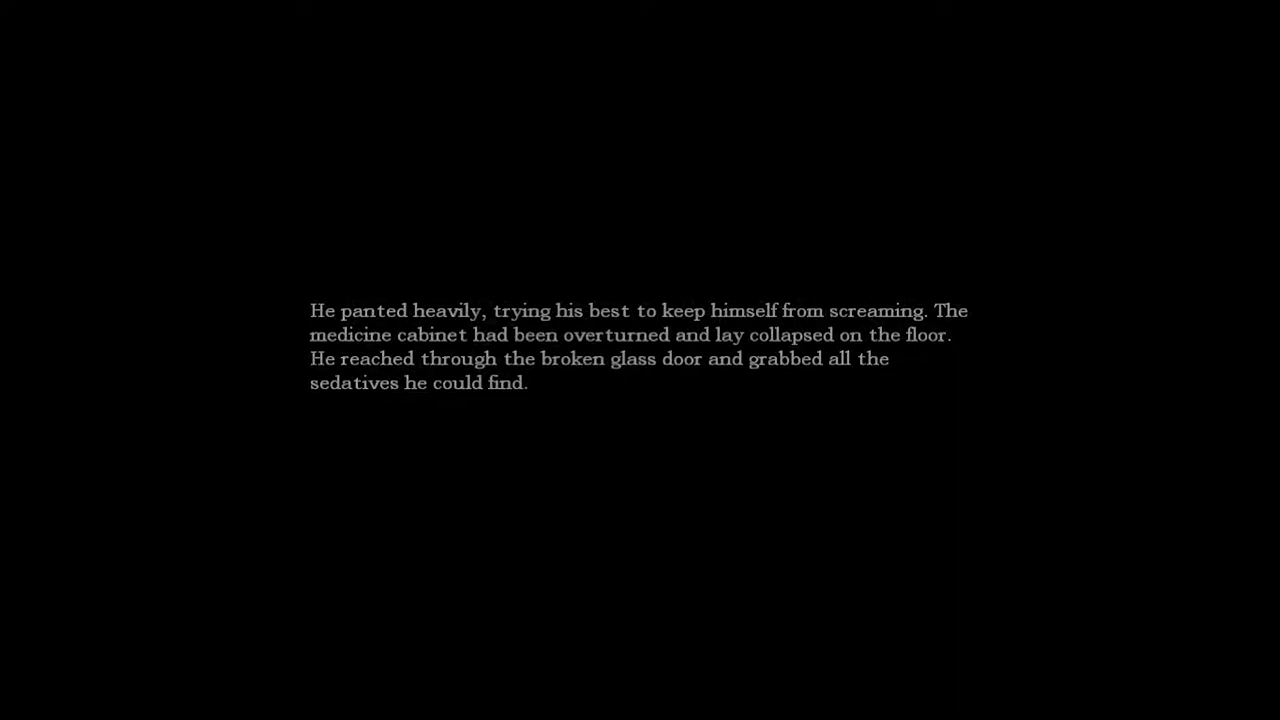 He panted heavily, trying his best to keep himself from screaming. The
medicine cabinet had been overturned and lay collapsed on the floor.
He reached through the broken glass door and grabbed all the
sedatives he could find.